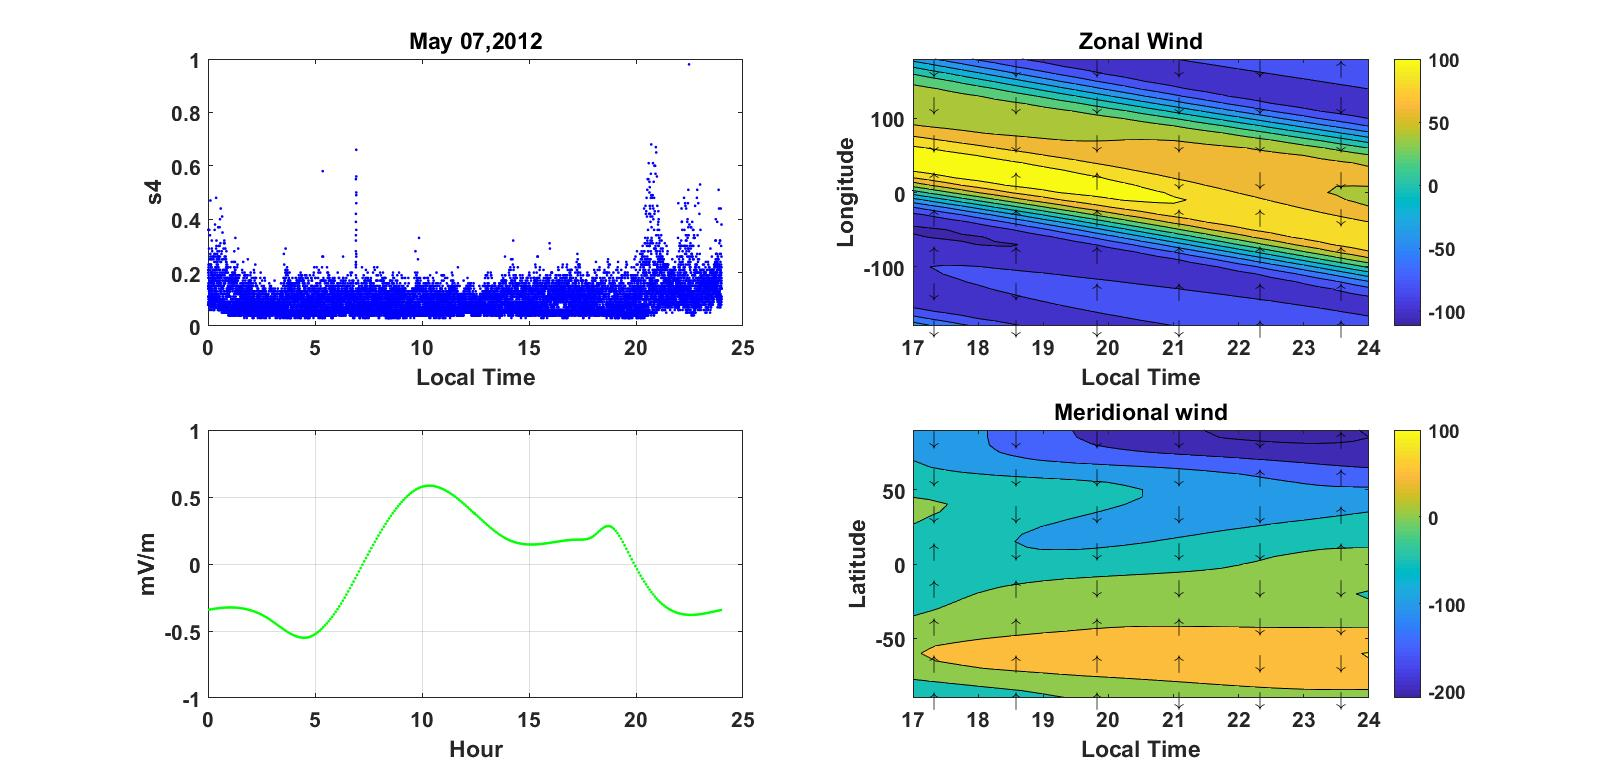 May 07,2012
1
0.8
0.6
0.4
0.2
0
s4
0 5 10 15 20 25
Local Time
Zonal Wind
100
0
-100
Longitude
17 18 19 20 21 22 23 24
Local Time
100
50
0
-50
-100
1
0.5
0
-0.5
-1
mV/m
0 5 10 15 20 25
Hour
Meridional wind
50
0
-50
Latitude
17 18 19 20 21 22 23 24
Local Time
100
0
-100
-200